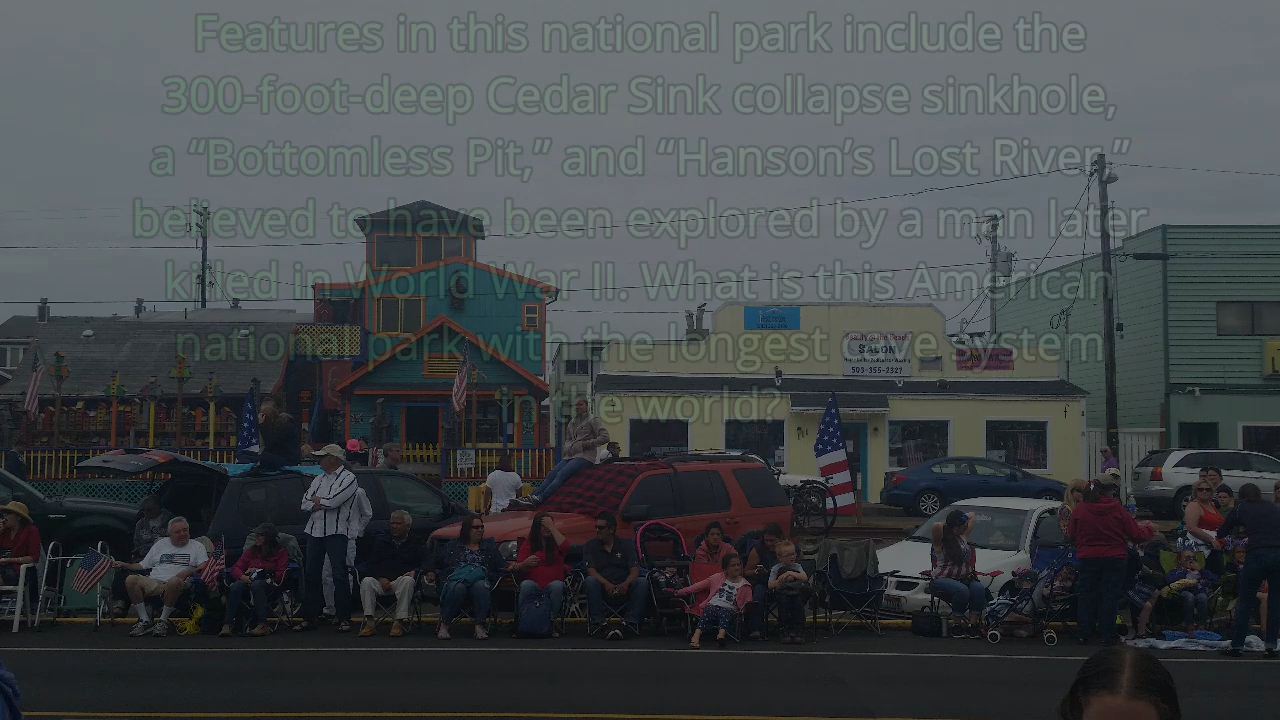 Features in this national park include the
300-foot-deep Cedar Sink collapse sinkhole,
a “Bottomless Pit,” and “Hanson’s Lost River,”
believed to have been explored by a man later
killed in World War II. What is this American
national park with the longest cave system
in the world?
SALON
503-355-2327